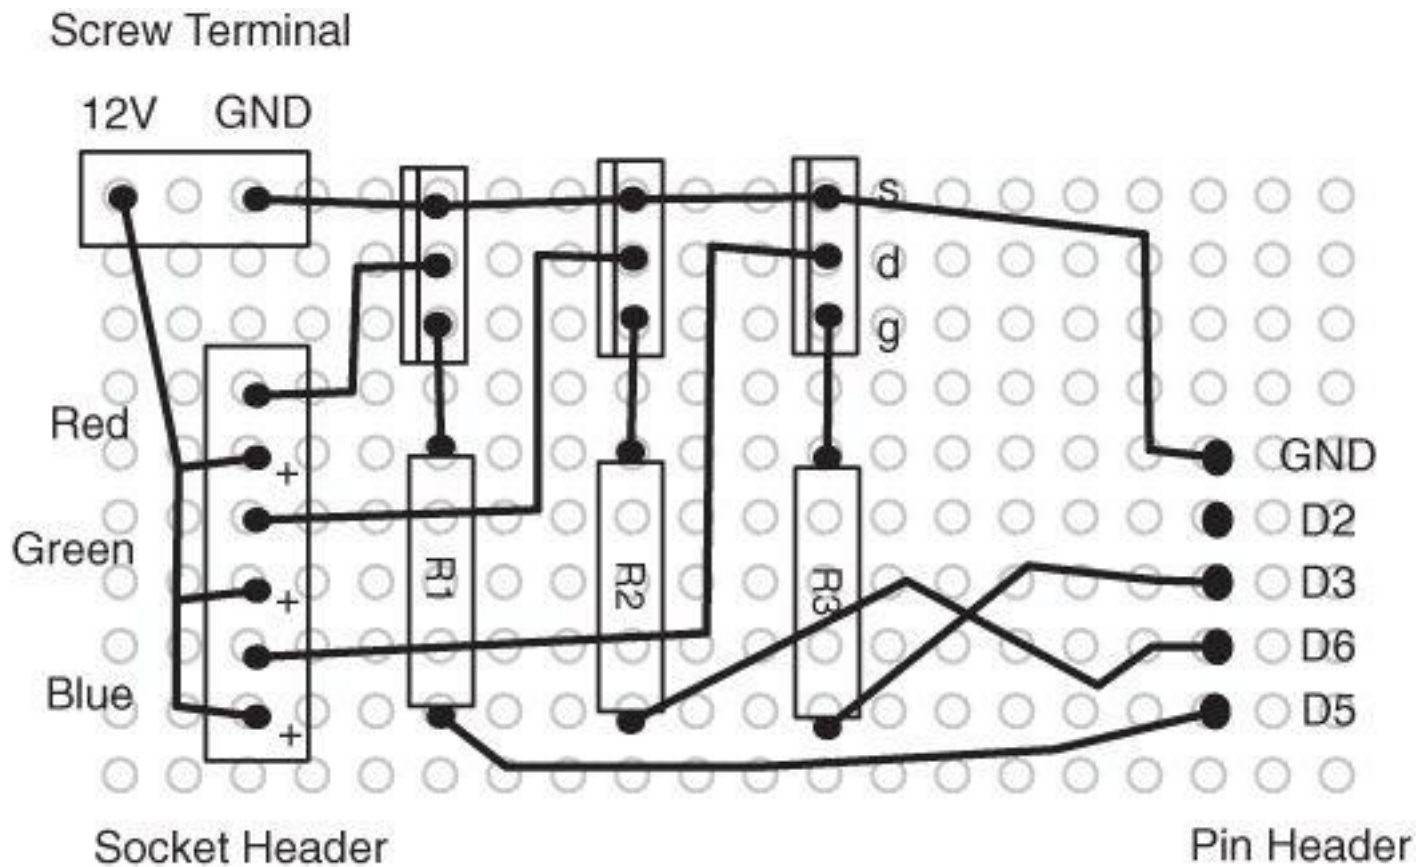 Screw Terminal
12V GND
s
d
g
Red
+
GND
D2
Green
R1 R2 R3
+
D3
D6
Blue
+
D5
Socket Header
Pin Header